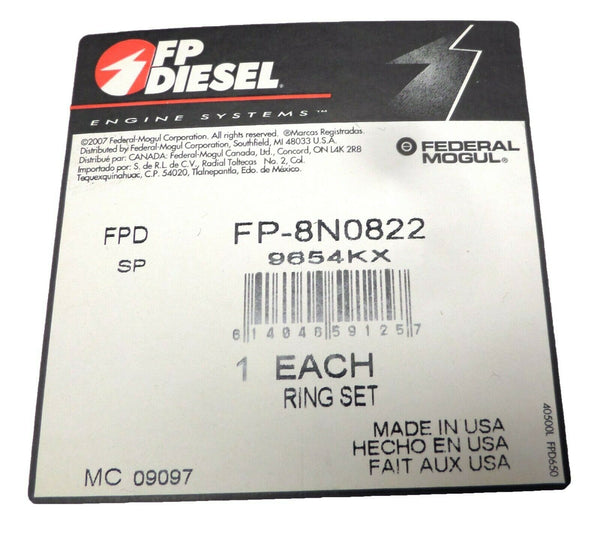 FP
DIESEL®
ENGINE SYSTEMS™
©2007 Federal-Mogul Corporation. All rights reserved. ®Marcas Registradas.
Distributed by Federal-Mogul Corporation, Southfield, MI 48033 U.S.A.
Distribué par: CANADA: Federal-Mogul Canada, Ltd., Concord, ON L4K 2R8
Importado por: S. de R.L. de C.V., Radial Toltecas No. 2, Col.
Tequexquinahuac, C.P. 54020, Tlalnepantla, Edo. de México.
FEDERAL
MOGUL®
FPD FP-8N0822
SP 9654KX
6 14046 59125 7
1 EACH
RING SET
MADE IN USA
HECHO EN USA
FAIT AUX USA
MC 09097
40500L FPD650